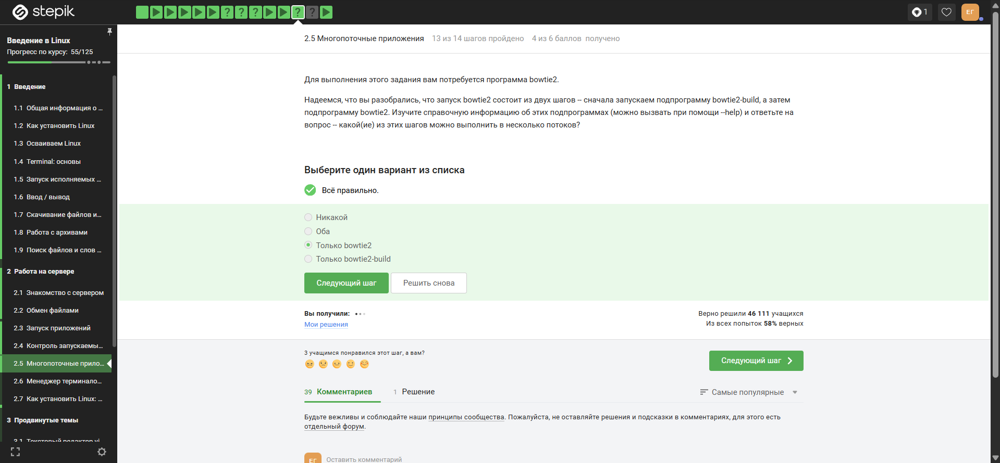 stepik
? ? ? ? ?
1
ЕГ
Введение в Linux
Прогресс по курсу: 55/125
1 Введение
1.1 Общая информация о ...
1.2 Как установить Linux
1.3 Осваиваем Linux
1.4 Terminal: основы
1.5 Запуск исполняемых ...
1.6 Ввод / вывод
1.7 Скачивание файлов и...
1.8 Работа с архивами
1.9 Поиск файлов и слов ...
2 Работа на сервере
2.1 Знакомство с сервером
2.2 Обмен файлами
2.3 Запуск приложений
2.4 Контроль запускаемы...
2.5 Многопоточные прило...
2.6 Менеджер терминало...
2.7 Как установить Linux: ...
3 Продвинутые темы
3.1 Текстовый редактор vi
2.5 Многопоточные приложения 13 из 14 шагов пройдено 4 из 6 баллов получено
Для выполнения этого задания вам потребуется программа bowtie2.
Надеемся, что вы разобрались, что запуск bowtie2 состоит из двух шагов -- сначала запускаем подпрограмму bowtie2-build, а затем
подпрограмму bowtie2. Изучите справочную информацию об этих подпрограммах (можно вызвать при помощи --help) и ответьте на
вопрос -- какой(ие) из этих шагов можно выполнить в несколько потоков?
Выберите один вариант из списка
Всё правильно.
Никакой
Оба
Только bowtie2
Только bowtie2-build
Следующий шаг
Решить снова
Вы получили:
Мои решения
Верно решили 46 111 учащихся
Из всех попыток 58% верных
3 учащимся понравился этот шаг, а вам?
Следующий шаг
39 Комментариев
1 Решение
Самые популярные
Будьте вежливы и соблюдайте наши принципы сообщества. Пожалуйста, не оставляйте решения и подсказки в комментариях, для этого есть
отдельный форум.
ЕГ
Оставить комментарий